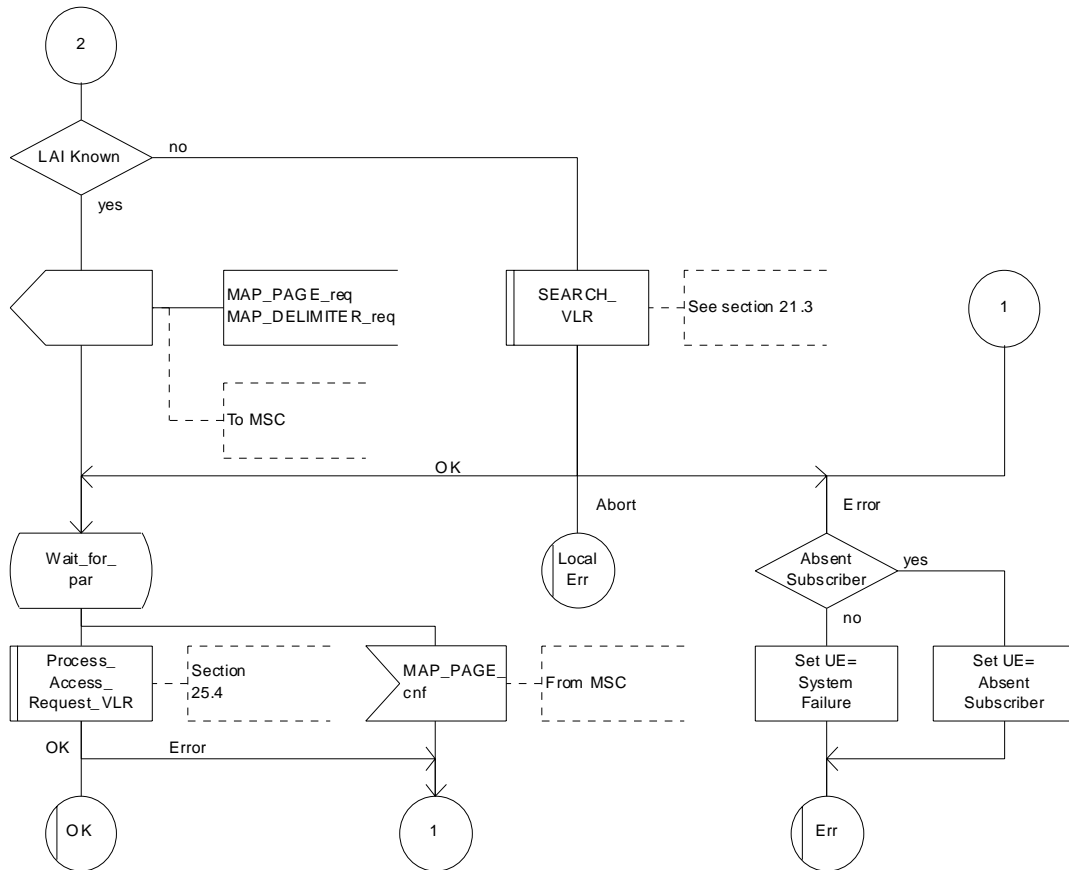 2
LAI Known
no
yes
MAP_PAGE_req
MAP_DELIMITER_req
SEARCH_
VLR
See section 21.3
1
To MSC
OK
Abort
Error
Wait_for_
par
Local
Err
Absent
Subscriber
yes
no
Process_
Access_
Request_VLR
Section
25.4
MAP_PAGE_
cnf
From MSC
Set UE=
System
Failure
Set UE=
Absent
Subscriber
OK
Error
OK
1
Err